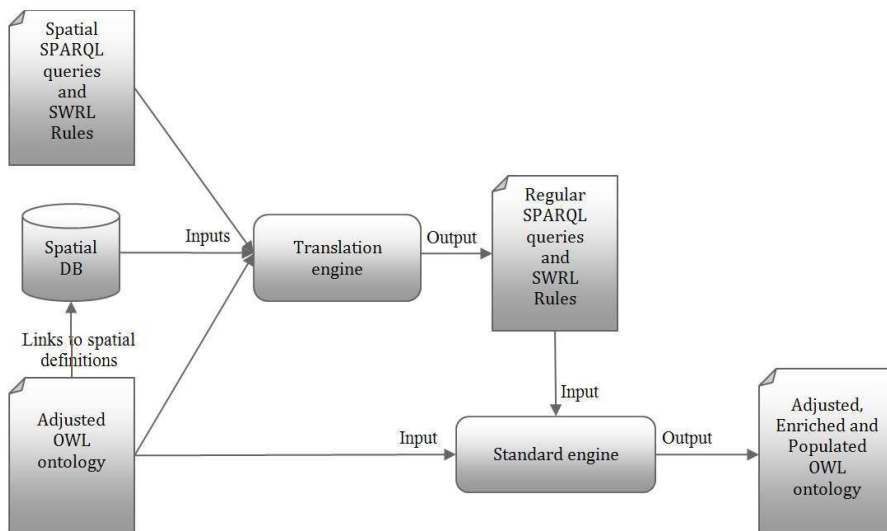 Spatial
SPARQL
queries
and
SWRL
Rules
Spatial
DB
Inputs
Translation
engine
Output
Regular
SPARQL
queries
and
SWRL
Rules
Links to spatial
definitions
Adjusted
OWL
ontology
Input
Input
Standard engine
Output
Adjusted,
Enriched and
Populated
OWL
ontology